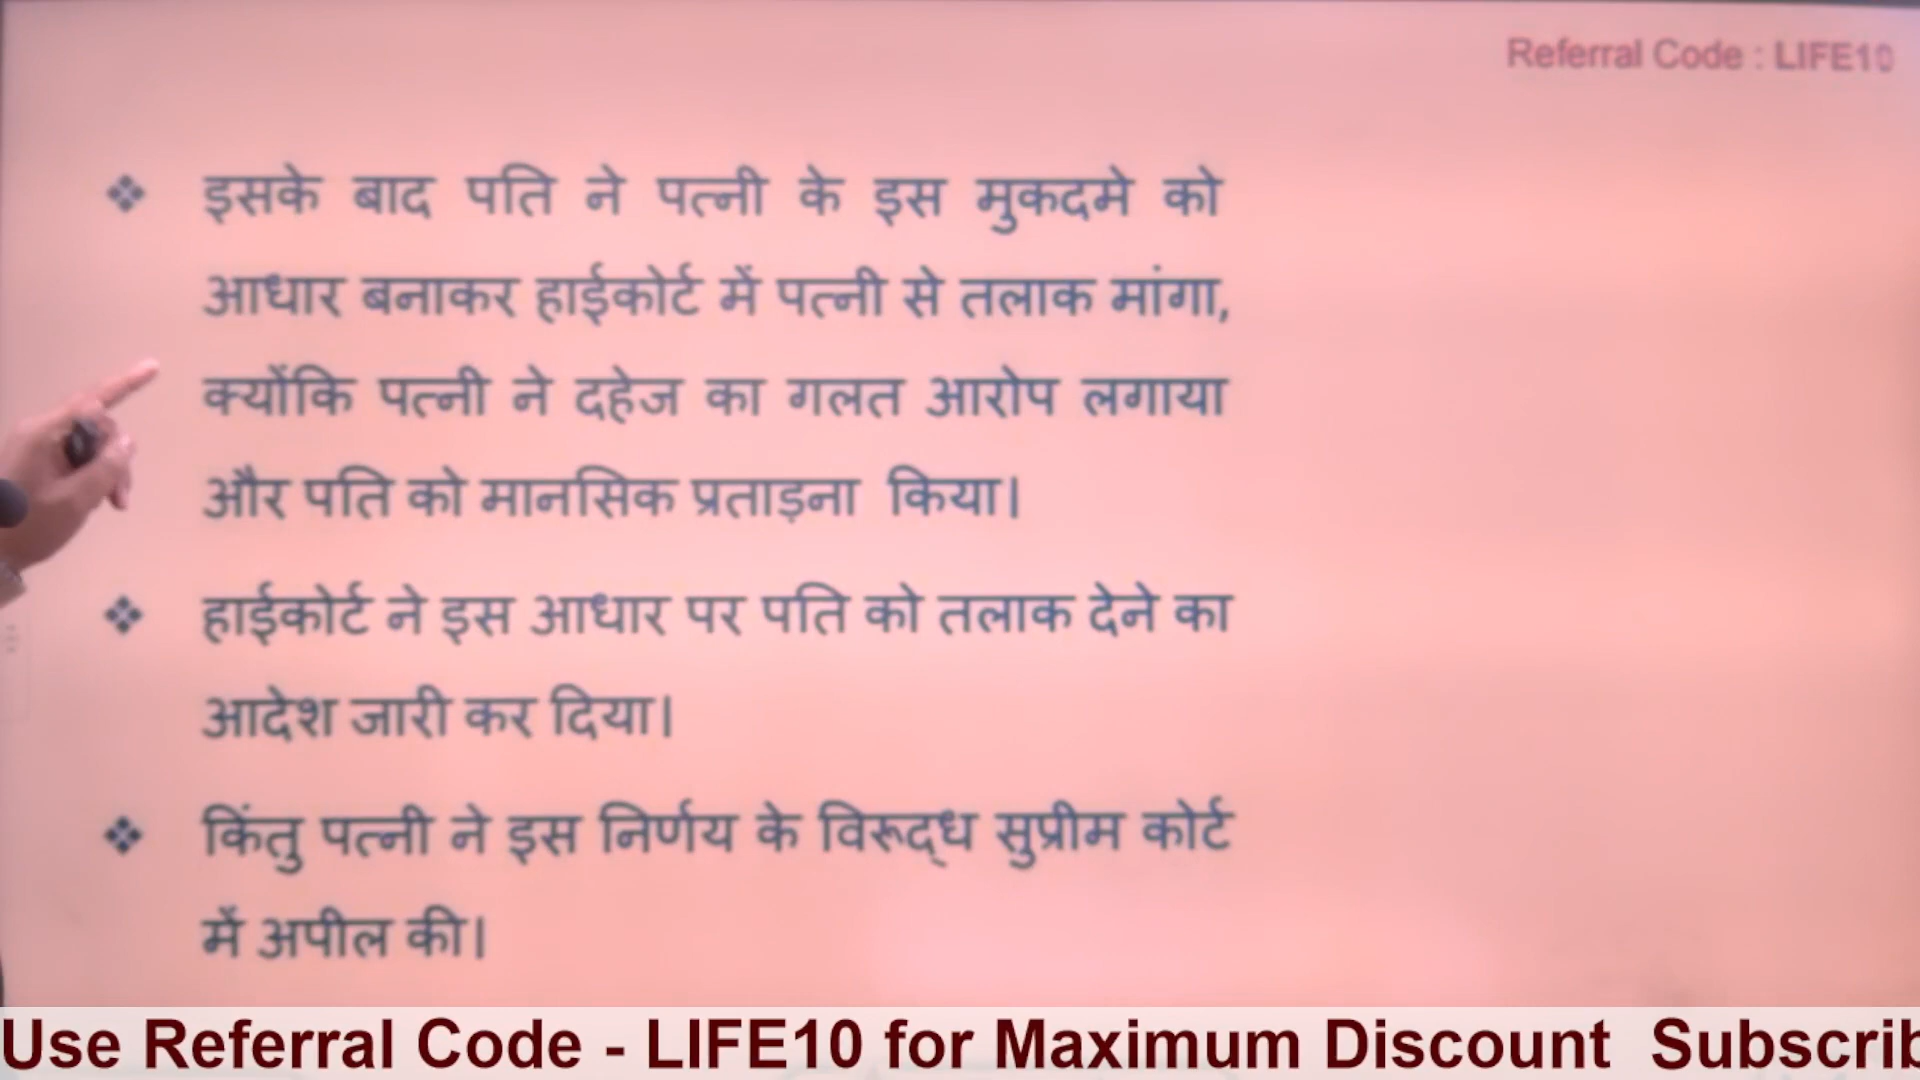 Referral Code : LIFE10
❖ इसके बाद पति ने पत्नी के इस मुकदमे को
आधार बनाकर हाईकोर्ट में पत्नी से तलाक मांगा,
क्योंकि पत्नी ने दहेज का गलत आरोप लगाया
और पति को मानसिक प्रताड़ना किया।
❖ हाईकोर्ट ने इस आधार पर पति को तलाक देने का
आदेश जारी कर दिया।
❖ किंतु पत्नी ने इस निर्णय के विरूद्ध सुप्रीम कोर्ट
में अपील की।
Use Referral Code - LIFE10 for Maximum Discount Subscrib